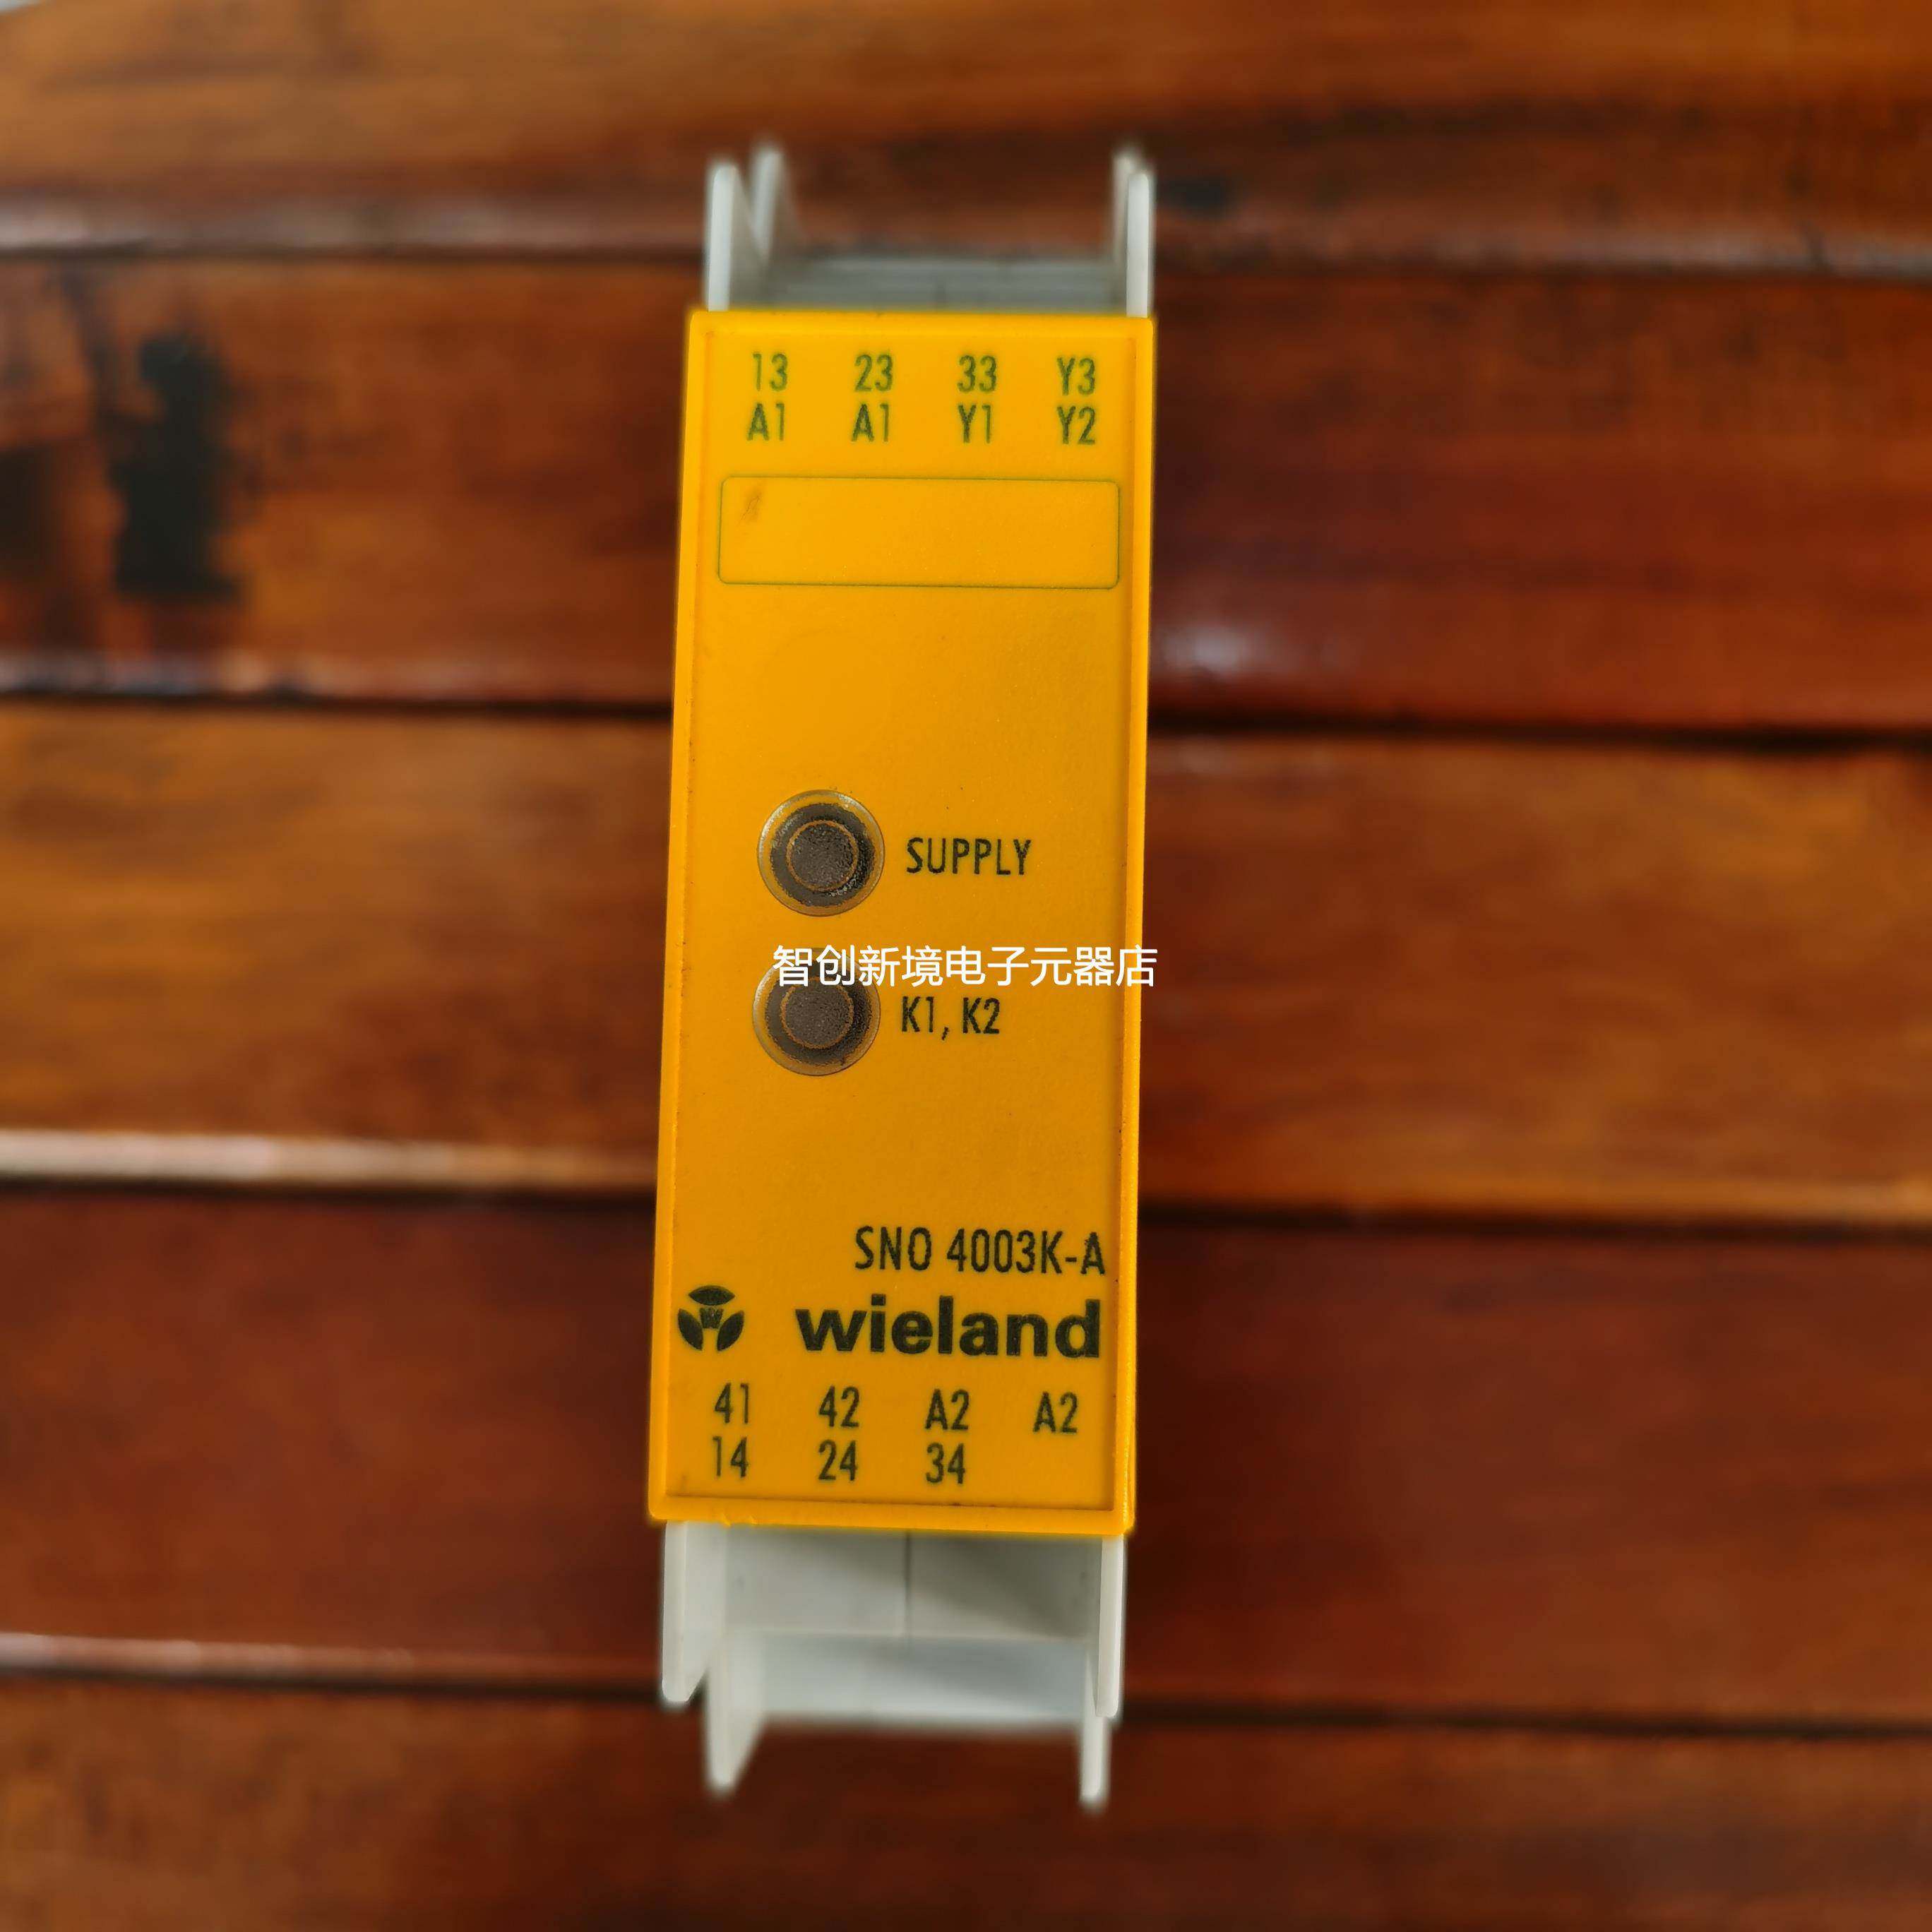 13 23 33 Y3
A1 A1 Y1 Y2
SUPPLY
智创新境电子元器店
K1, K2
SNO 4003K-A
wieland
41 42 A2 A2
14 24 34